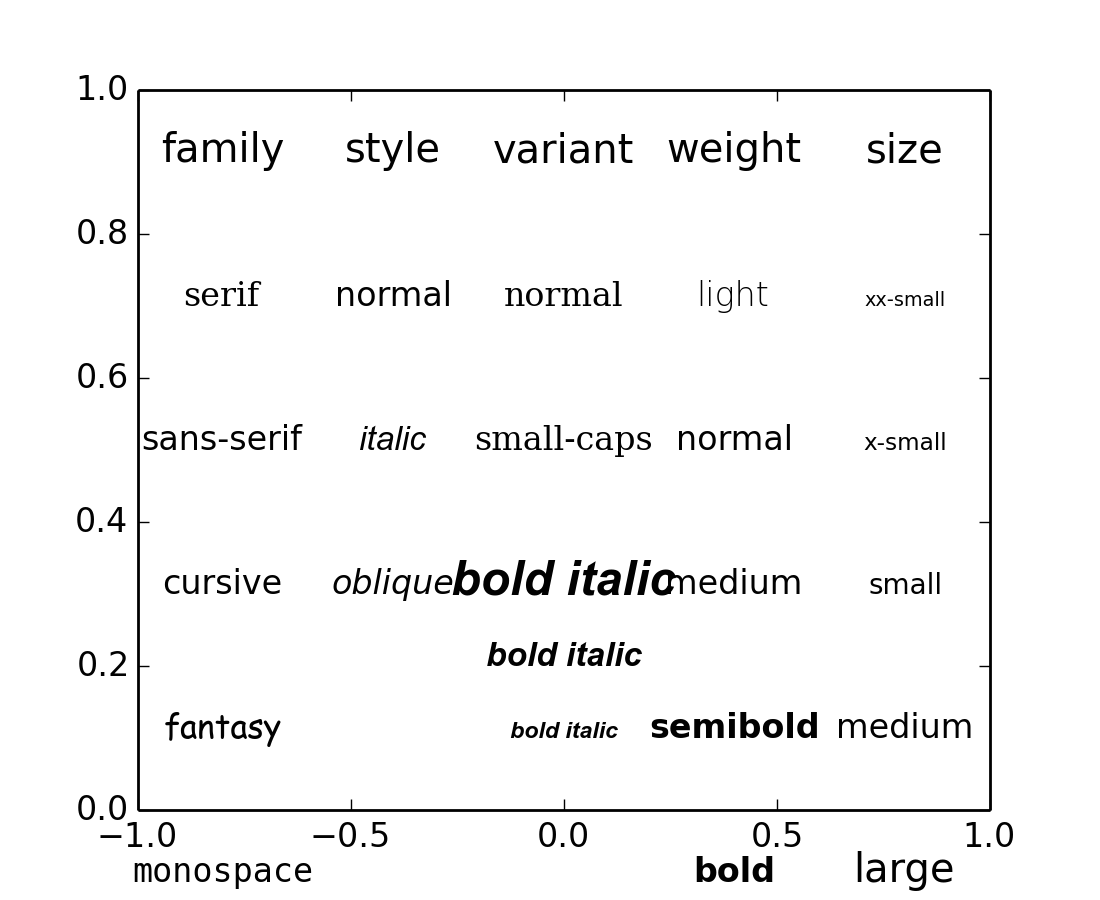 1.0
family style variant weight size
0.8
serif normal normal light xx-small
0.6
sans-serif italic small-caps normal x-small
0.4
cursive oblique bold italic medium small
bold italic
0.2
fantasy bold italic semibold medium
0.0
−1.0 −0.5 0.0 0.5 1.0
monospace bold large